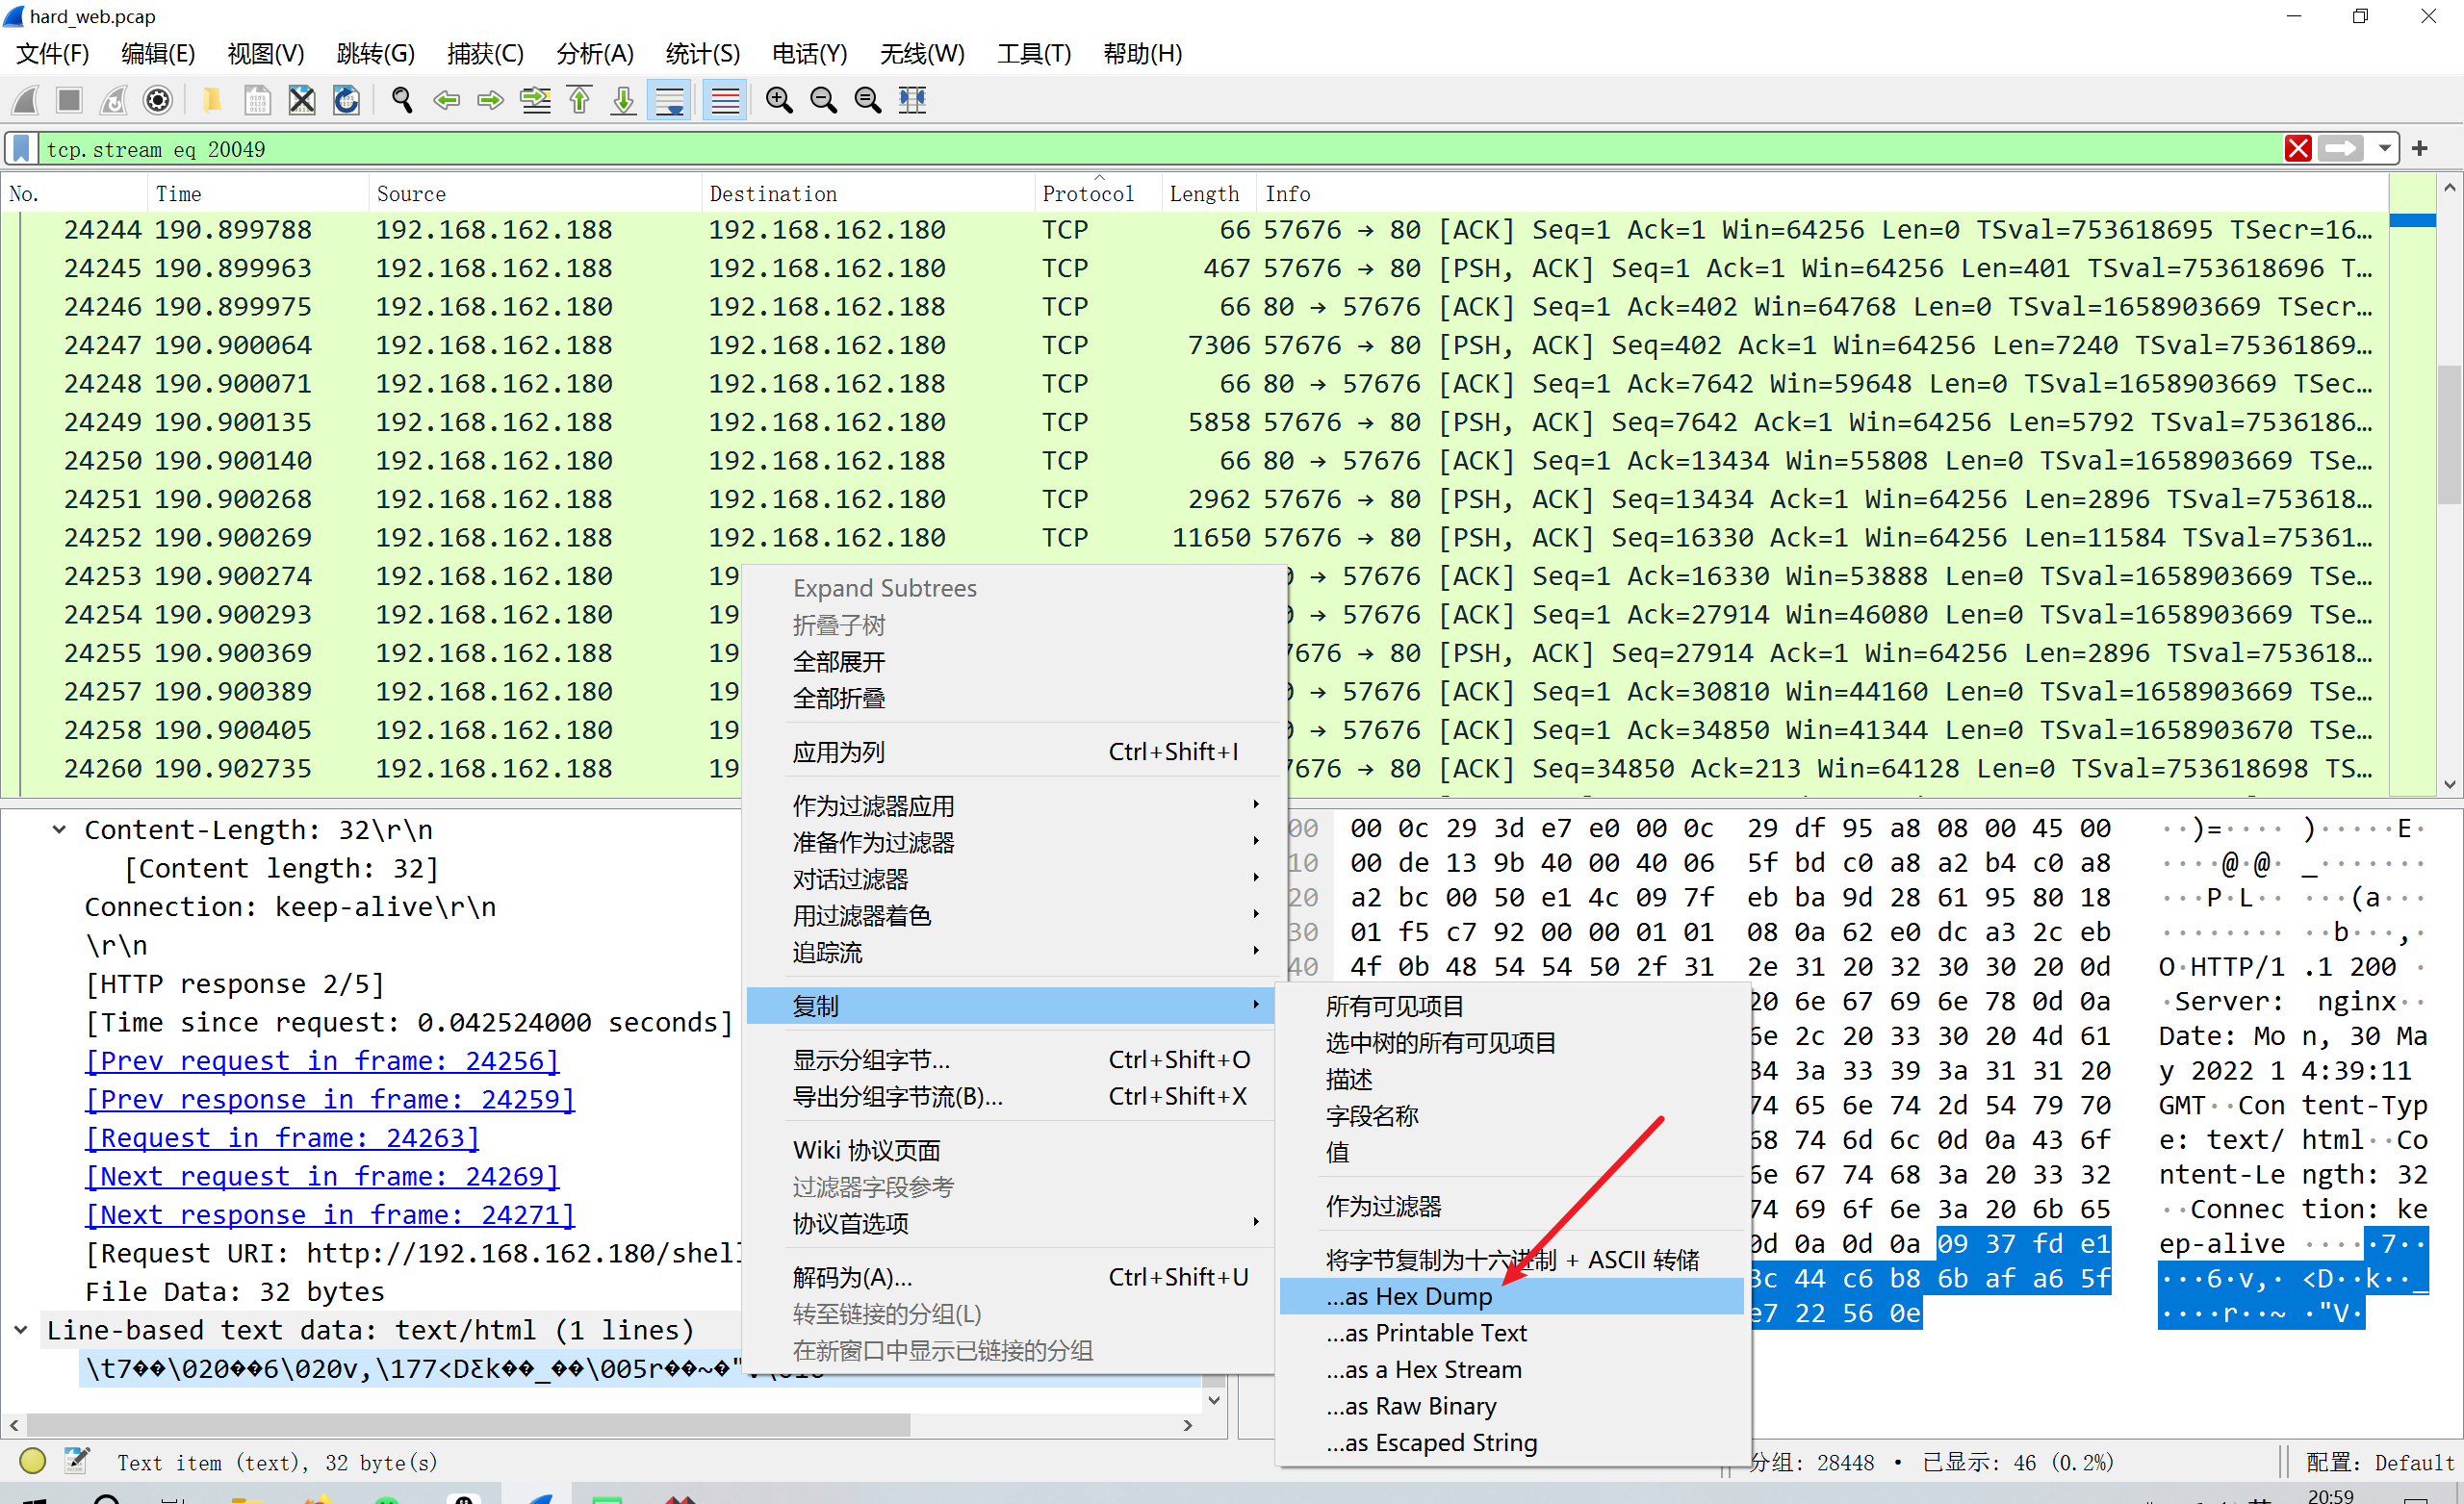 hard_web.pcap
文件(F) 编辑(E) 视图(V) 跳转(G) 捕获(C) 分析(A) 统计(S) 电话(Y) 无线(W) 工具(T) 帮助(H)
tcp.stream eq 20049
No. Time Source Destination Protocol Length Info
24244 190.899788 192.168.162.188 192.168.162.180 TCP 66 57676 → 80 [ACK] Seq=1 Ack=1 Win=64256 Len=0 TSval=753618695 TSecr=16…
24245 190.899963 192.168.162.188 192.168.162.180 TCP 467 57676 → 80 [PSH, ACK] Seq=1 Ack=1 Win=64256 Len=401 TSval=753618696 T…
24246 190.899975 192.168.162.180 192.168.162.188 TCP 66 80 → 57676 [ACK] Seq=1 Ack=402 Win=64768 Len=0 TSval=1658903669 TSecr…
24247 190.900064 192.168.162.188 192.168.162.180 TCP 7306 57676 → 80 [PSH, ACK] Seq=402 Ack=1 Win=64256 Len=7240 TSval=75361869…
24248 190.900071 192.168.162.180 192.168.162.188 TCP 66 80 → 57676 [ACK] Seq=1 Ack=7642 Win=59648 Len=0 TSval=1658903669 TSec…
24249 190.900135 192.168.162.188 192.168.162.180 TCP 5858 57676 → 80 [PSH, ACK] Seq=7642 Ack=1 Win=64256 Len=5792 TSval=7536186…
24250 190.900140 192.168.162.180 192.168.162.188 TCP 66 80 → 57676 [ACK] Seq=1 Ack=13434 Win=55808 Len=0 TSval=1658903669 TSe…
24251 190.900268 192.168.162.188 192.168.162.180 TCP 2962 57676 → 80 [PSH, ACK] Seq=13434 Ack=1 Win=64256 Len=2896 TSval=753618…
24252 190.900269 192.168.162.188 192.168.162.180 TCP 11650 57676 → 80 [PSH, ACK] Seq=16330 Ack=1 Win=64256 Len=11584 TSval=75361…
24253 190.900274 192.168.162.180 19 → 57676 [ACK] Seq=1 Ack=16330 Win=53888 Len=0 TSval=1658903669 TSe…
24254 190.900293 192.168.162.180 19 → 57676 [ACK] Seq=1 Ack=27914 Win=46080 Len=0 TSval=1658903669 TSe…
24255 190.900369 192.168.162.188 19 7676 → 80 [PSH, ACK] Seq=27914 Ack=1 Win=64256 Len=2896 TSval=753618…
24257 190.900389 192.168.162.180 19 → 57676 [ACK] Seq=1 Ack=30810 Win=44160 Len=0 TSval=1658903669 TSe…
24258 190.900405 192.168.162.180 19 → 57676 [ACK] Seq=1 Ack=34850 Win=41344 Len=0 TSval=1658903670 TSe…
24260 190.902735 192.168.162.188 19 7676 → 80 [ACK] Seq=34850 Ack=213 Win=64128 Len=0 TSval=753618698 TS…
Content-Length: 32\r\n
[Content length: 32]
Connection: keep-alive\r\n
\r\n
[HTTP response 2/5]
[Time since request: 0.042524000 seconds]
[Prev request in frame: 24256]
[Prev response in frame: 24259]
[Request in frame: 24263]
[Next request in frame: 24269]
[Next response in frame: 24271]
[Request URI: http://192.168.162.180/shell
File Data: 32 bytes
Line-based text data: text/html (1 lines)
\t7��\020��6\020v,\177<DƸk��_��\005r��~�"
Expand Subtrees
折叠子树
全部展开
全部折叠
应用为列 Ctrl+Shift+I
作为过滤器应用
准备作为过滤器
对话过滤器
用过滤器着色
追踪流
复制
显示分组字节... Ctrl+Shift+O
导出分组字节流(B)... Ctrl+Shift+X
Wiki 协议页面
过滤器字段参考
协议首选项
解码为(A)... Ctrl+Shift+U
转至链接的分组(L)
在新窗口中显示已链接的分组
所有可见项目
选中树的所有可见项目
描述
字段名称
值
作为过滤器
将字节复制为十六进制 + ASCII 转储
...as Hex Dump
...as Printable Text
...as a Hex Stream
...as Raw Binary
...as Escaped String
00 00 0c 29 3d e7 e0 00 0c 29 df 95 a8 08 00 45 00 ··)=···· )·····E·
10 00 de 13 9b 40 00 40 06 5f bd c0 a8 a2 b4 c0 a8 ····@·@· _·······
20 a2 bc 00 50 e1 4c 09 7f eb ba 9d 28 61 95 80 18 ···P·L·· ···(a···
30 01 f5 c7 92 00 00 01 01 08 0a 62 e0 dc a3 2c eb ········ ··b···,·
40 4f 0b 48 54 54 50 2f 31 2e 31 20 32 30 30 20 0d O·HTTP/1 .1 200 ·
20 6e 67 69 6e 78 0d 0a ·Server: nginx··
6e 2c 20 33 30 20 4d 61 Date: Mo n, 30 Ma
34 3a 33 39 3a 31 31 20 y 2022 1 4:39:11
74 65 6e 74 2d 54 79 70 GMT··Con tent-Typ
68 74 6d 6c 0d 0a 43 6f e: text/ html··Co
6e 67 74 68 3a 20 33 32 ntent-Le ngth: 32
74 69 6f 6e 3a 20 6b 65 ··Connec tion: ke
0d 0a 0d 0a 09 37 fd e1 ep-alive ·····7··
3c 44 c6 b8 6b af a6 5f ···6·v,· <D··k··_
e7 22 56 0e ····r··~ ·"V·
Text item (text), 32 byte(s)
分组: 28448 · 已显示: 46 (0.2%)
配置: Default
20:59